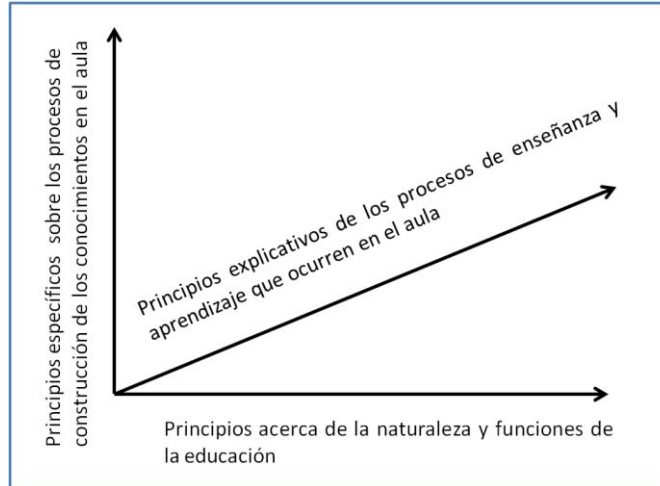 Principios específicos sobre los procesos de
construcción de los conocimientos en el aula
Principios explicativos de los procesos de enseñanza y
aprendizaje que ocurren en el aula
Principios acerca de la naturaleza y funciones de
la educación